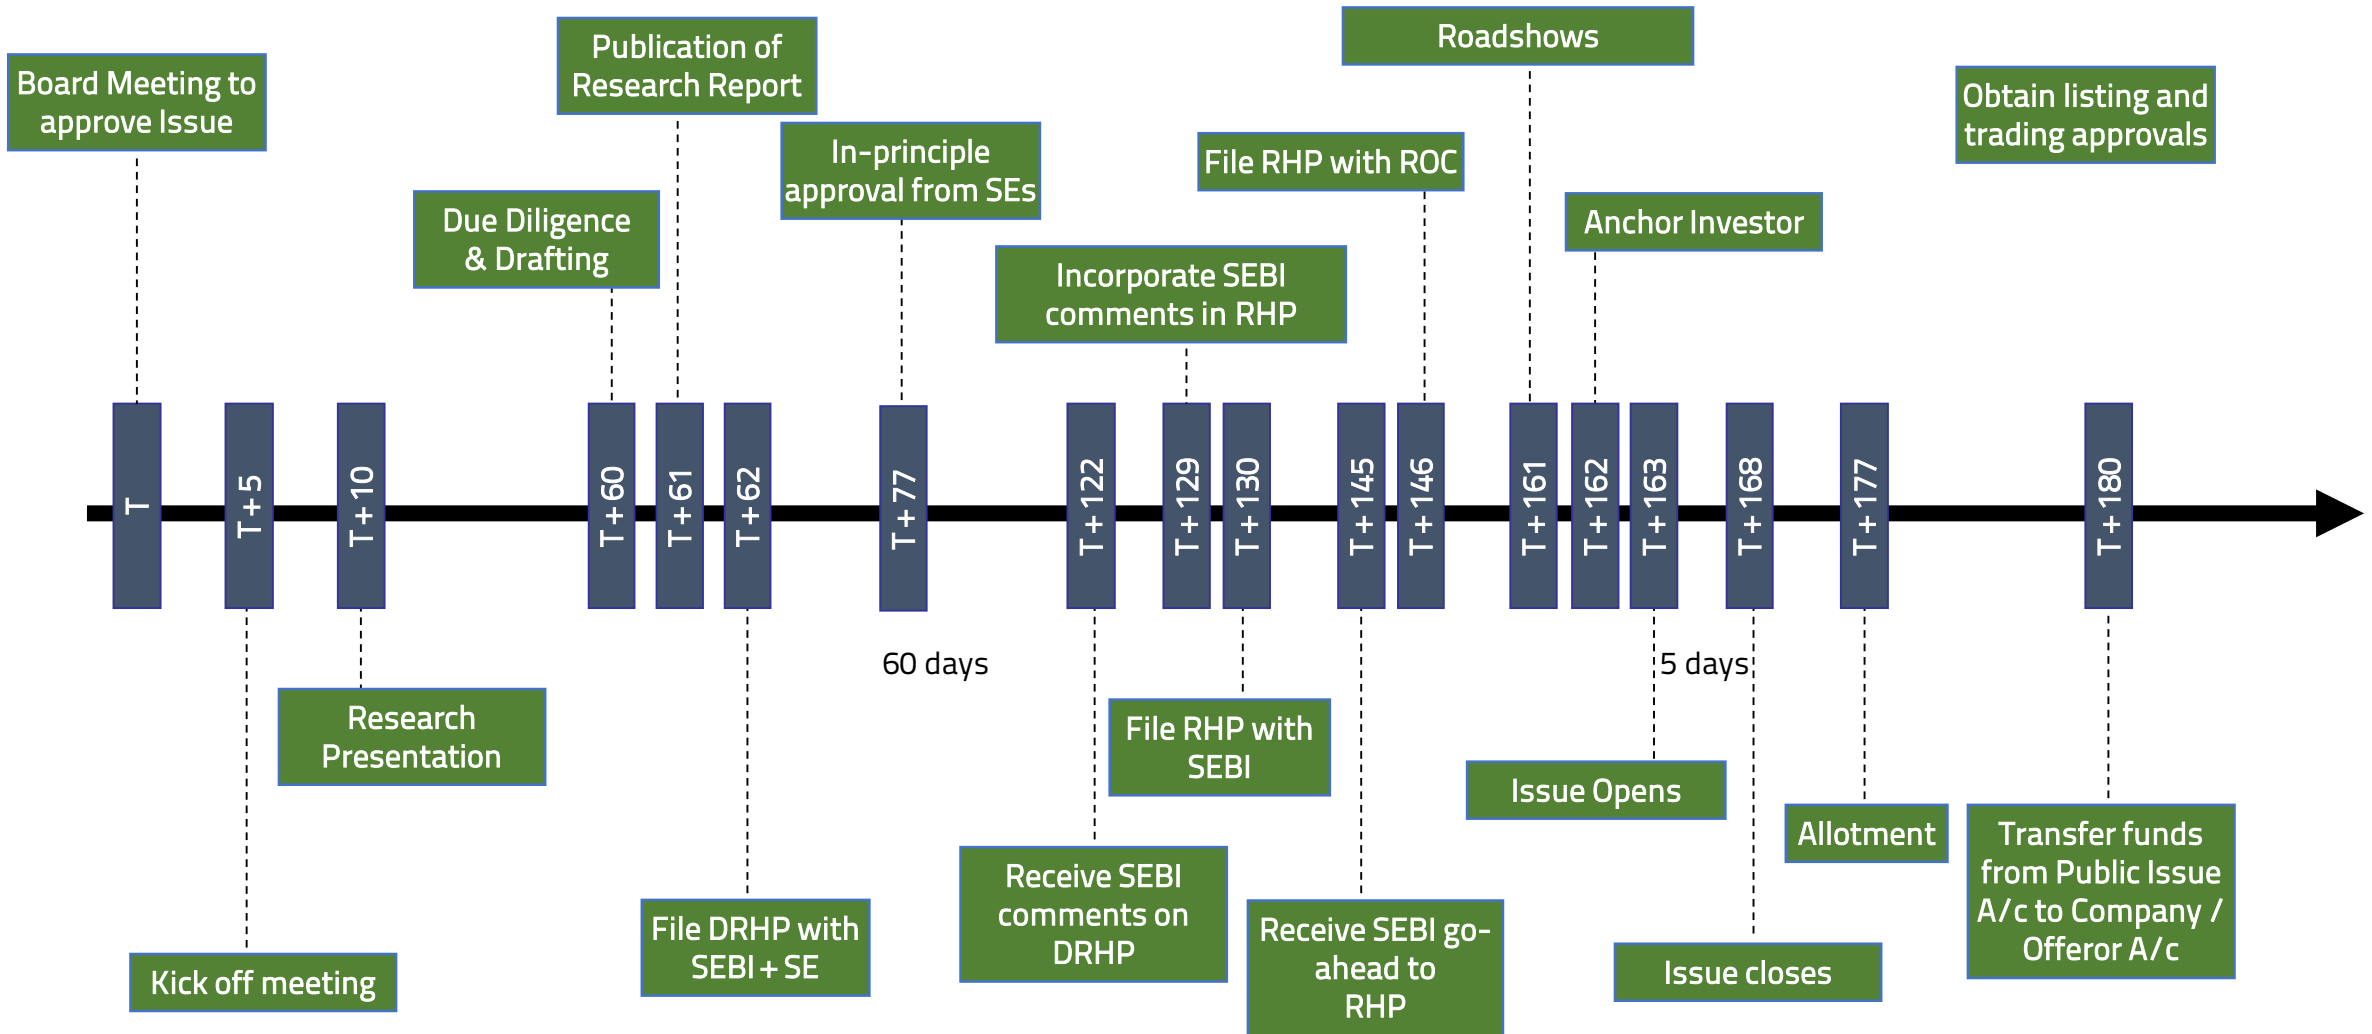 Roadshows
Publication of
Research Report
Board Meeting to
approve Issue
Obtain listing and
trading approvals
In-principle
approval from SEs
File RHP with ROC
Due Diligence
& Drafting
Anchor Investor
Incorporate SEBI
comments in RHP
T
T + 5
T + 10
T + 60
T + 61
T + 62
T + 77
T + 122
T + 129
T + 130
T + 145
T + 146
T + 161
T + 162
T + 163
T + 168
T + 177
T + 180
60 days
5 days
Research
Presentation
File RHP with
SEBI
Issue Opens
Allotment
Transfer funds
from Public Issue
A/c to Company /
Offeror A/c
Receive SEBI
comments on
DRHP
File DRHP with
SEBI + SE
Receive SEBI go-
ahead to
RHP
Kick off meeting
Issue closes